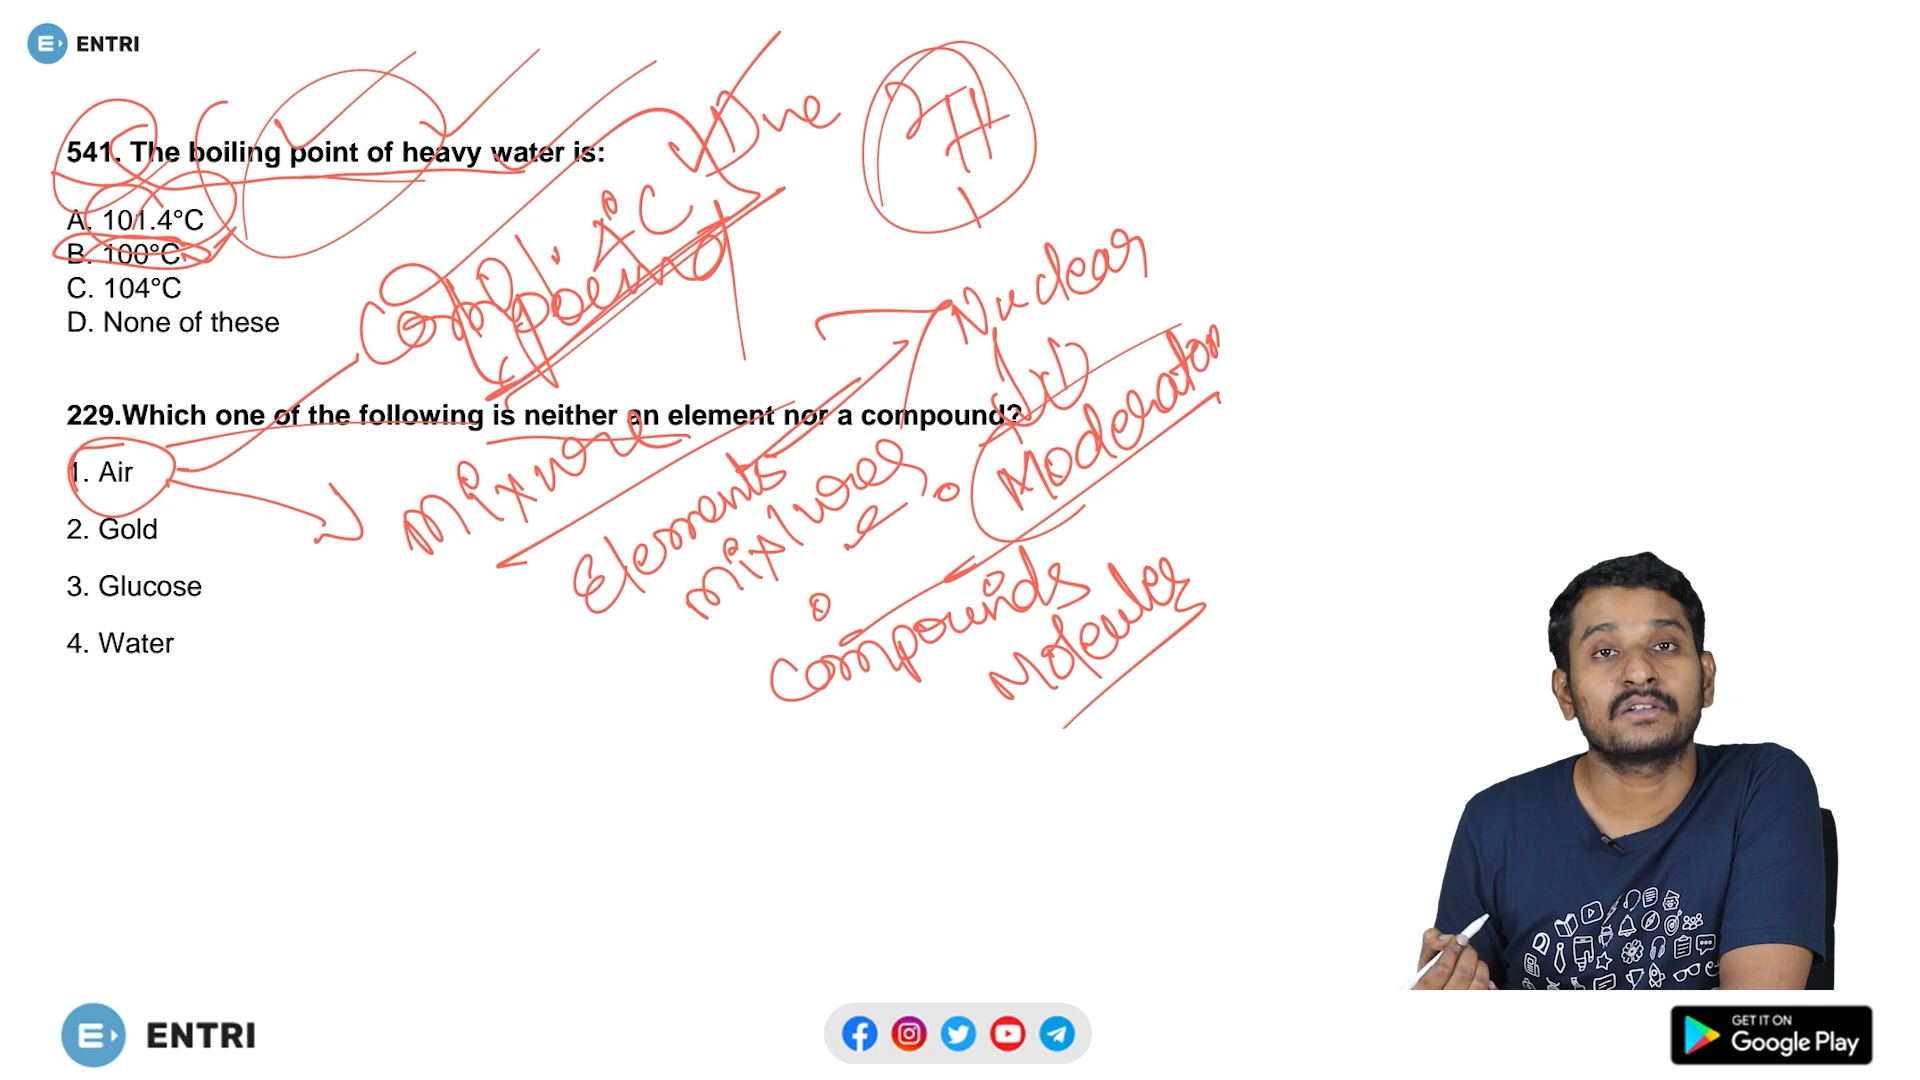 ENTRI
541. The boiling point of heavy water is:
A. 101.4°C
B. 100°C
C. 104°C
D. None of these
Compound
4°C
Nuclear
Moderator
229.Which one of the following is neither an element nor a compound?
1. Air
2. Gold
3. Glucose
4. Water
mixture
Elements
mixtures
Compounds
Molecules
ENTRI
GET IT ON
Google Play